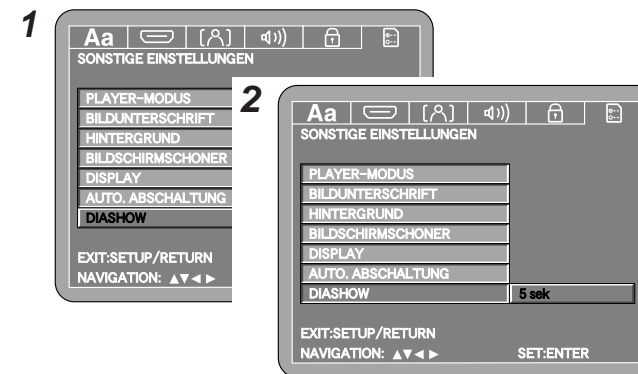 1
Aa
SONSTIGE EINSTELLUNGEN
PLAYER-MODUS
BILDUNTERSCHRIFT
HINTERGRUND
BILDSCHIRMSCHONER
DISPLAY
AUTO. ABSCHALTUNG
DIASHOW
EXIT:SETUP/RETURN
NAVIGATION: ▲▼◄ ►
2
Aa
SONSTIGE EINSTELLUNGEN
PLAYER-MODUS
BILDUNTERSCHRIFT
HINTERGRUND
BILDSCHIRMSCHONER
DISPLAY
AUTO. ABSCHALTUNG
DIASHOW 5 sek
EXIT:SETUP/RETURN
NAVIGATION: ▲▼◄ ► SET:ENTER